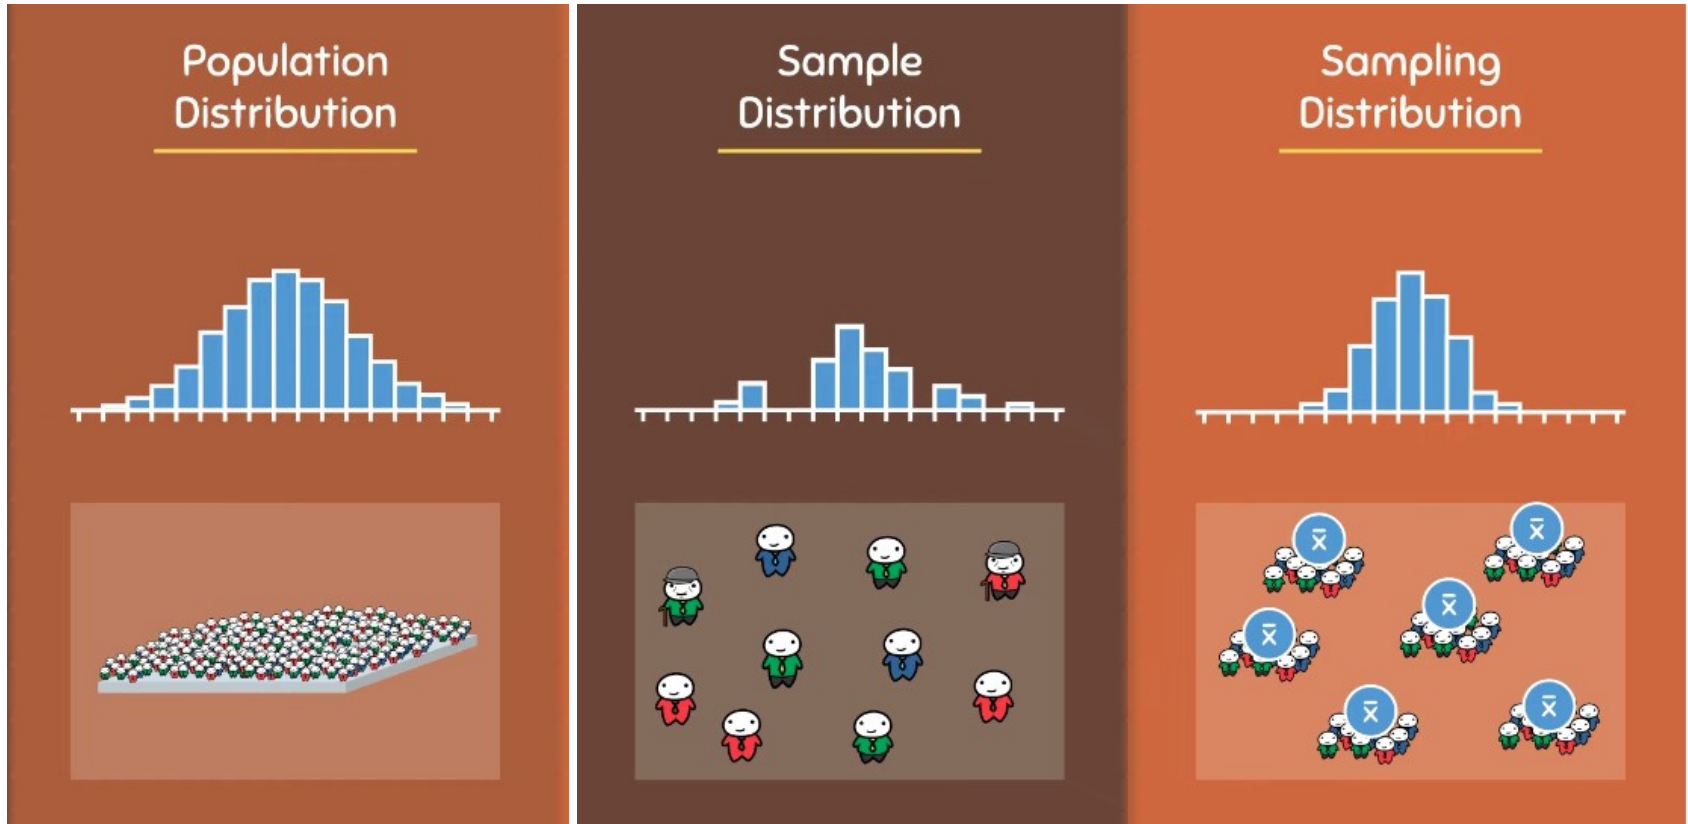 Population
Distribution
Sample
Distribution
Sampling
Distribution
x̄
x̄
x̄
x̄
x̄
x̄